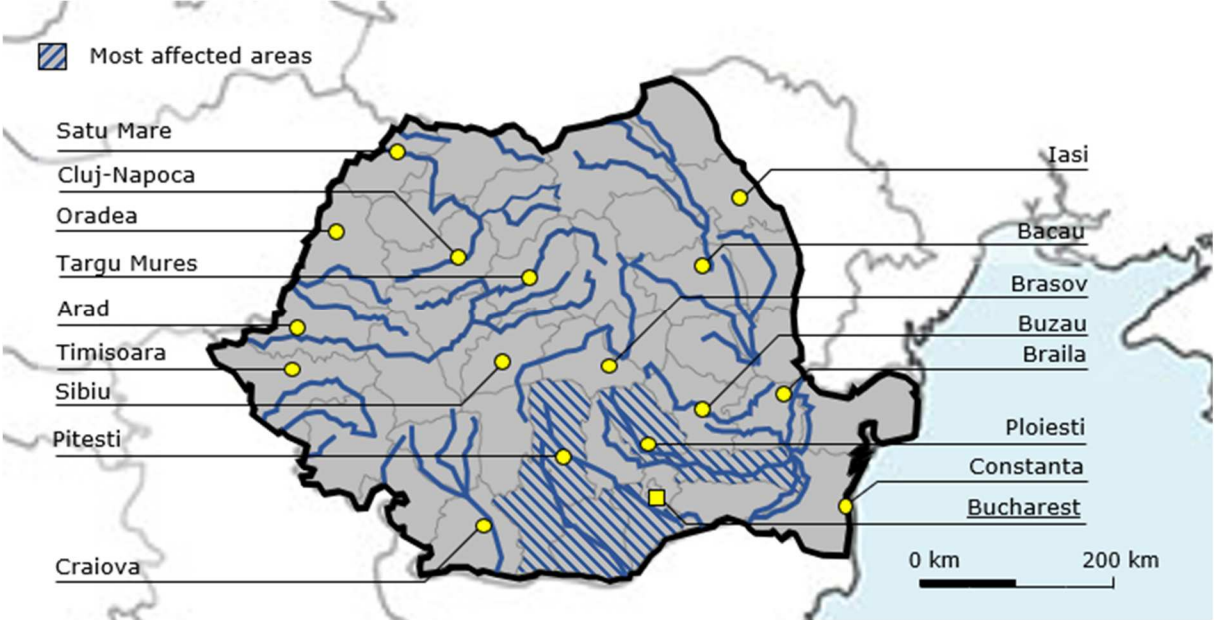 Most affected areas
Satu Mare
Cluj-Napoca
Oradea
Targu Mures
Arad
Timisoara
Sibiu
Pitesti
Craiova
Iasi
Bacau
Brasov
Buzau
Braila
Ploiesti
Constanta
Bucharest
0 km 200 km